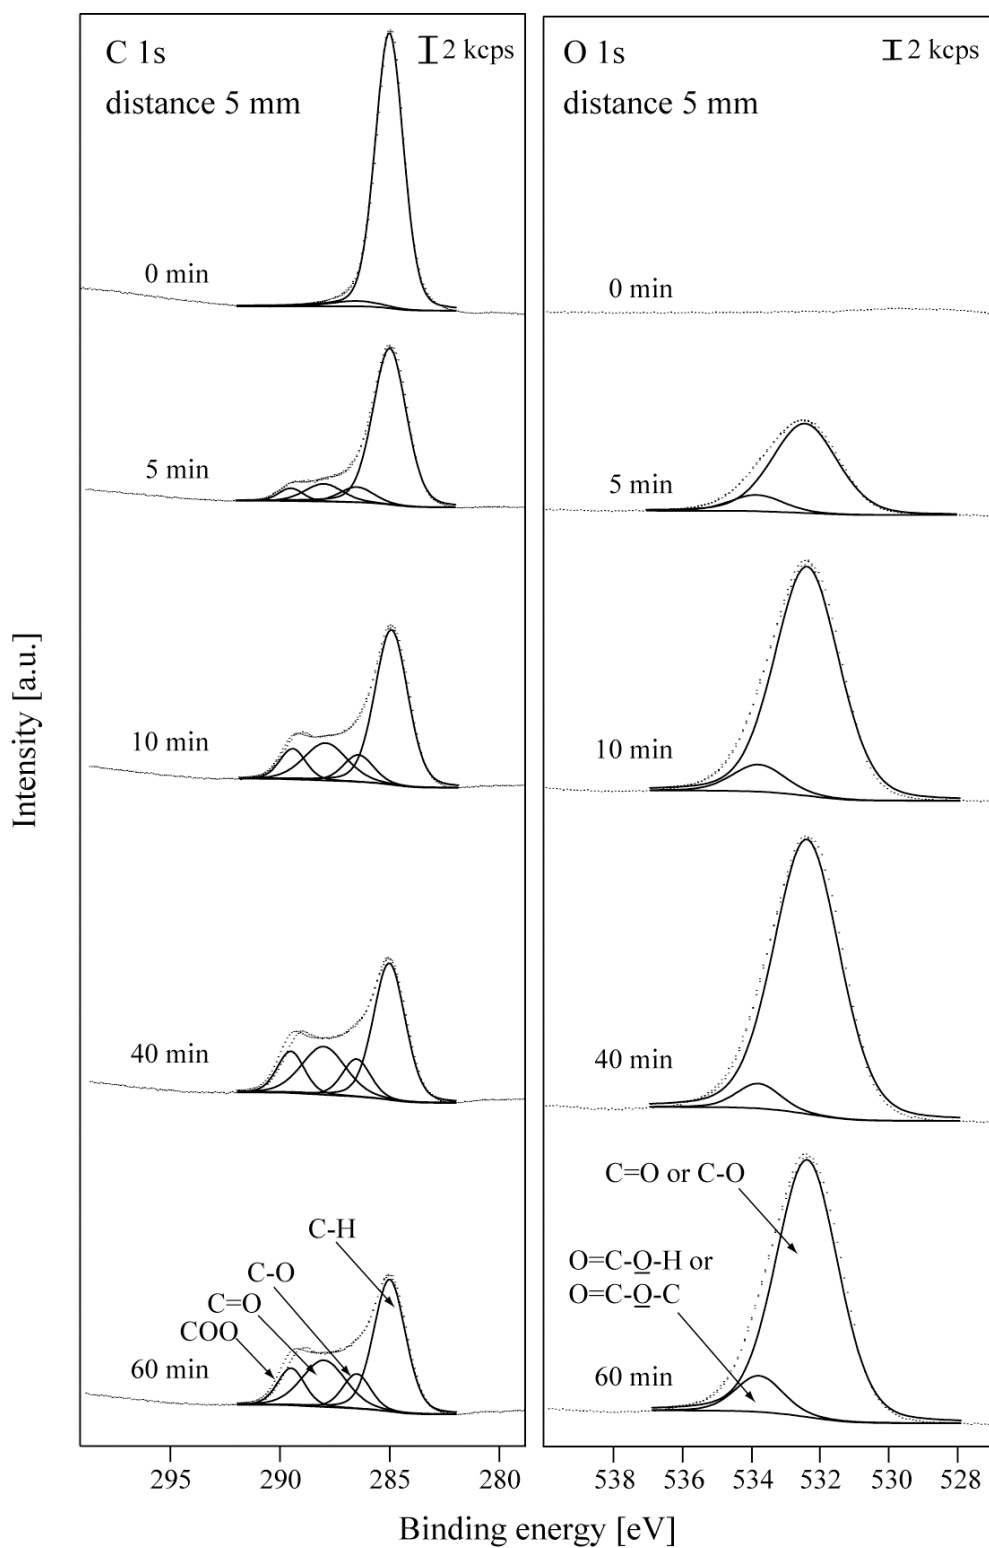 C 1s
2 kcps
distance 5 mm
0 min
5 min
10 min
40 min
C-H
C-O
C=O
COO
60 min
295
290
285
280
O 1s
2 kcps
distance 5 mm
0 min
5 min
10 min
40 min
C=O or C-O
O=C-O-H or
O=C-O-C
60 min
538
536
534
532
530
528
Intensity [a.u.]
Binding energy [eV]